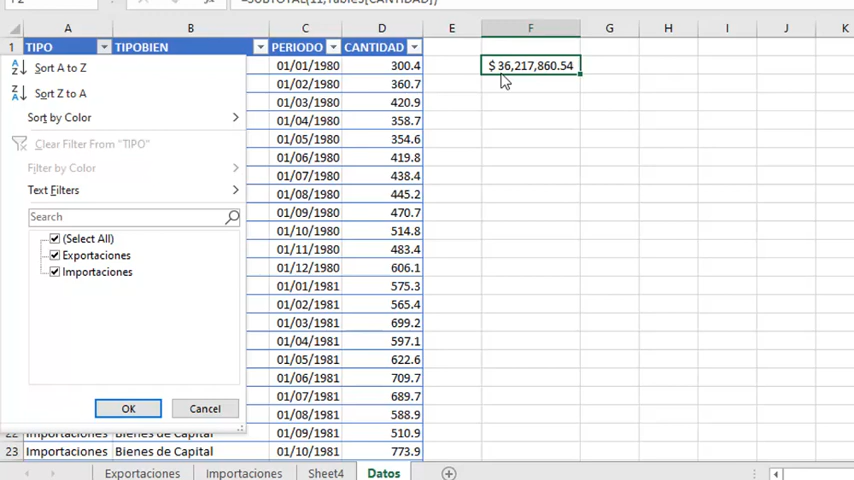 F2
=SUBTOTAL(11,Tables[CANTIDAD])
A B C D E F G H I J K
1 TIPO TIPOBIEN PERIODO CANTIDAD
Sort A to Z
Sort Z to A
Sort by Color
Clear Filter From "TIPO"
Filter by Color
Text Filters
Search
(Select All)
Exportaciones
Importaciones
OK Cancel
01/01/1980 300.4 $ 36,217,860.54
01/02/1980 360.7
01/03/1980 420.9
01/04/1980 358.7
01/05/1980 354.6
01/06/1980 419.8
01/07/1980 438.4
01/08/1980 445.2
01/09/1980 470.7
01/10/1980 514.8
01/11/1980 483.4
01/12/1980 606.1
01/01/1981 575.3
01/02/1981 565.4
01/03/1981 699.2
01/04/1981 597.1
01/05/1981 622.6
01/06/1981 709.7
01/07/1981 689.7
01/08/1981 588.9
22 Importaciones Bienes de Capital 01/09/1981 510.9
23 Importaciones Bienes de Capital 01/10/1981 773.9
Exportaciones Importaciones Sheet4 Datos